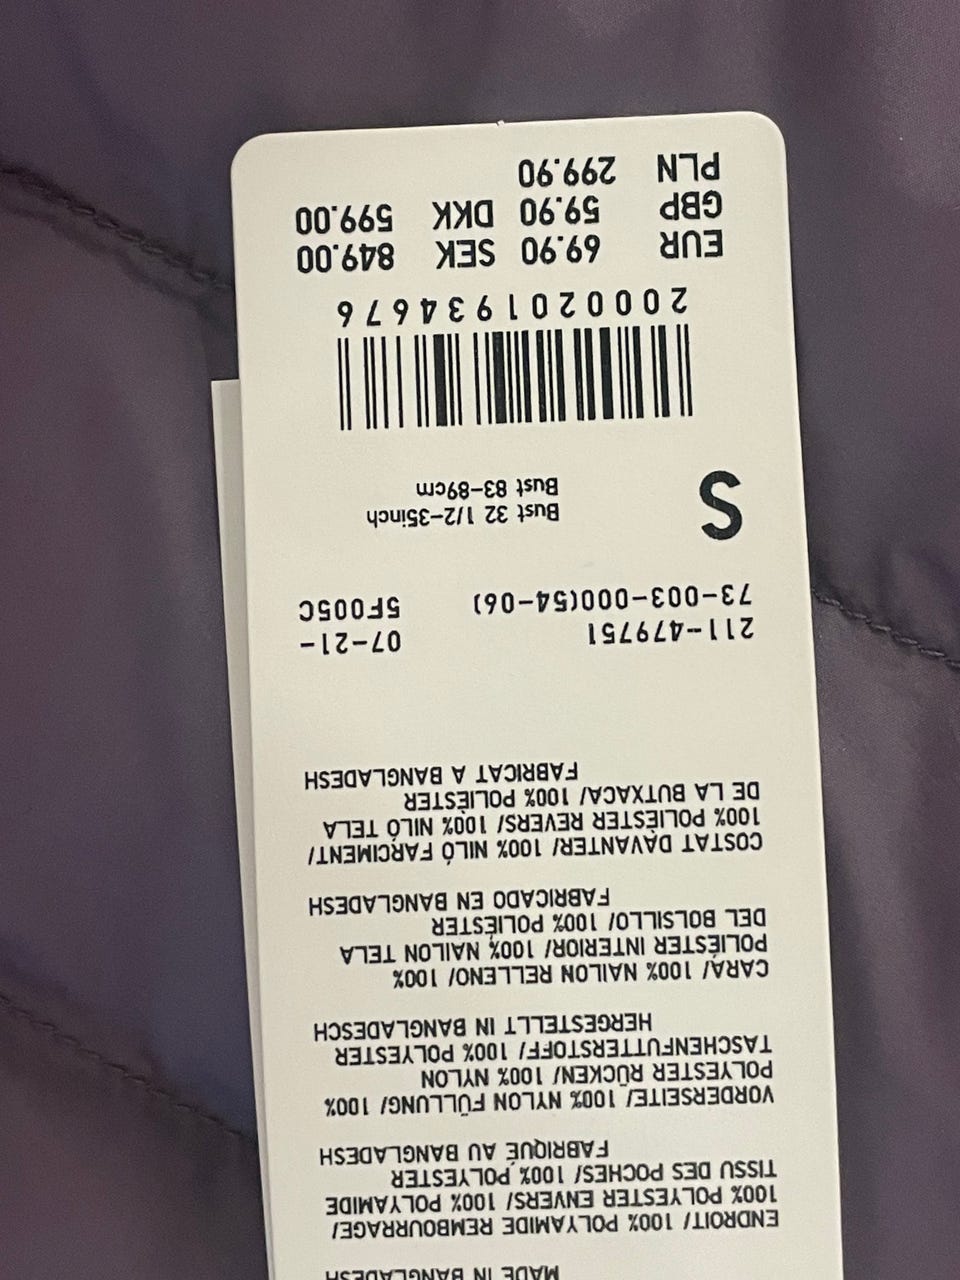 MADE IN BANGLADESH
ENDROIT/ 100% POLYAMIDE REMBOURRAGE/
100% POLYESTER ENVERS/ 100% POLYAMIDE
TISSU DES POCHES/ 100% POLYESTER
FABRIQUÉ AU BANGLADESH
VORDERSEITE/ 100% NYLON FÜLLUNG/ 100%
POLYESTER RÜCKEN/ 100% NYLON
TASCHENFUTTERSTOFF/ 100% POLYESTER
HERGESTELLT IN BANGLADESCH
CARA/ 100% NAILON RELLENO/ 100%
POLIÉSTER INTERIOR/ 100% NAILON TELA
DEL BOLSILLO/ 100% POLIÉSTER
FABRICADO EN BANGLADESH
COSTAT DAVANTER/ 100% NILÓ FARCIMENT/
100% POLIÈSTER REVERS/ 100% NILÓ TELA
DE LA BUTXACA/ 100% POLIÈSTER
FABRICAT A BANGLADESH
211-479751 07-21-
73-003-000(54-06) 5F005C
S Bust 32 1/2-35inch
Bust 83-89cm
2000201934676
EUR 69.90 SEK 849.00
GBP 59.90 DKK 599.00
PLN 299.90